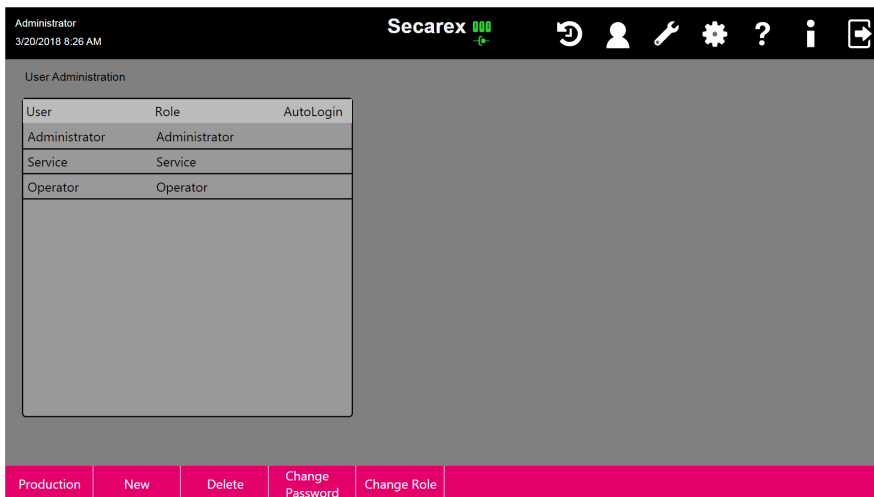 Administrator
3/20/2018 8:26 AM
Secarex
?
i
User Administration
User Role AutoLogin
Administrator Administrator
Service Service
Operator Operator
Production New Delete Change Password Change Role